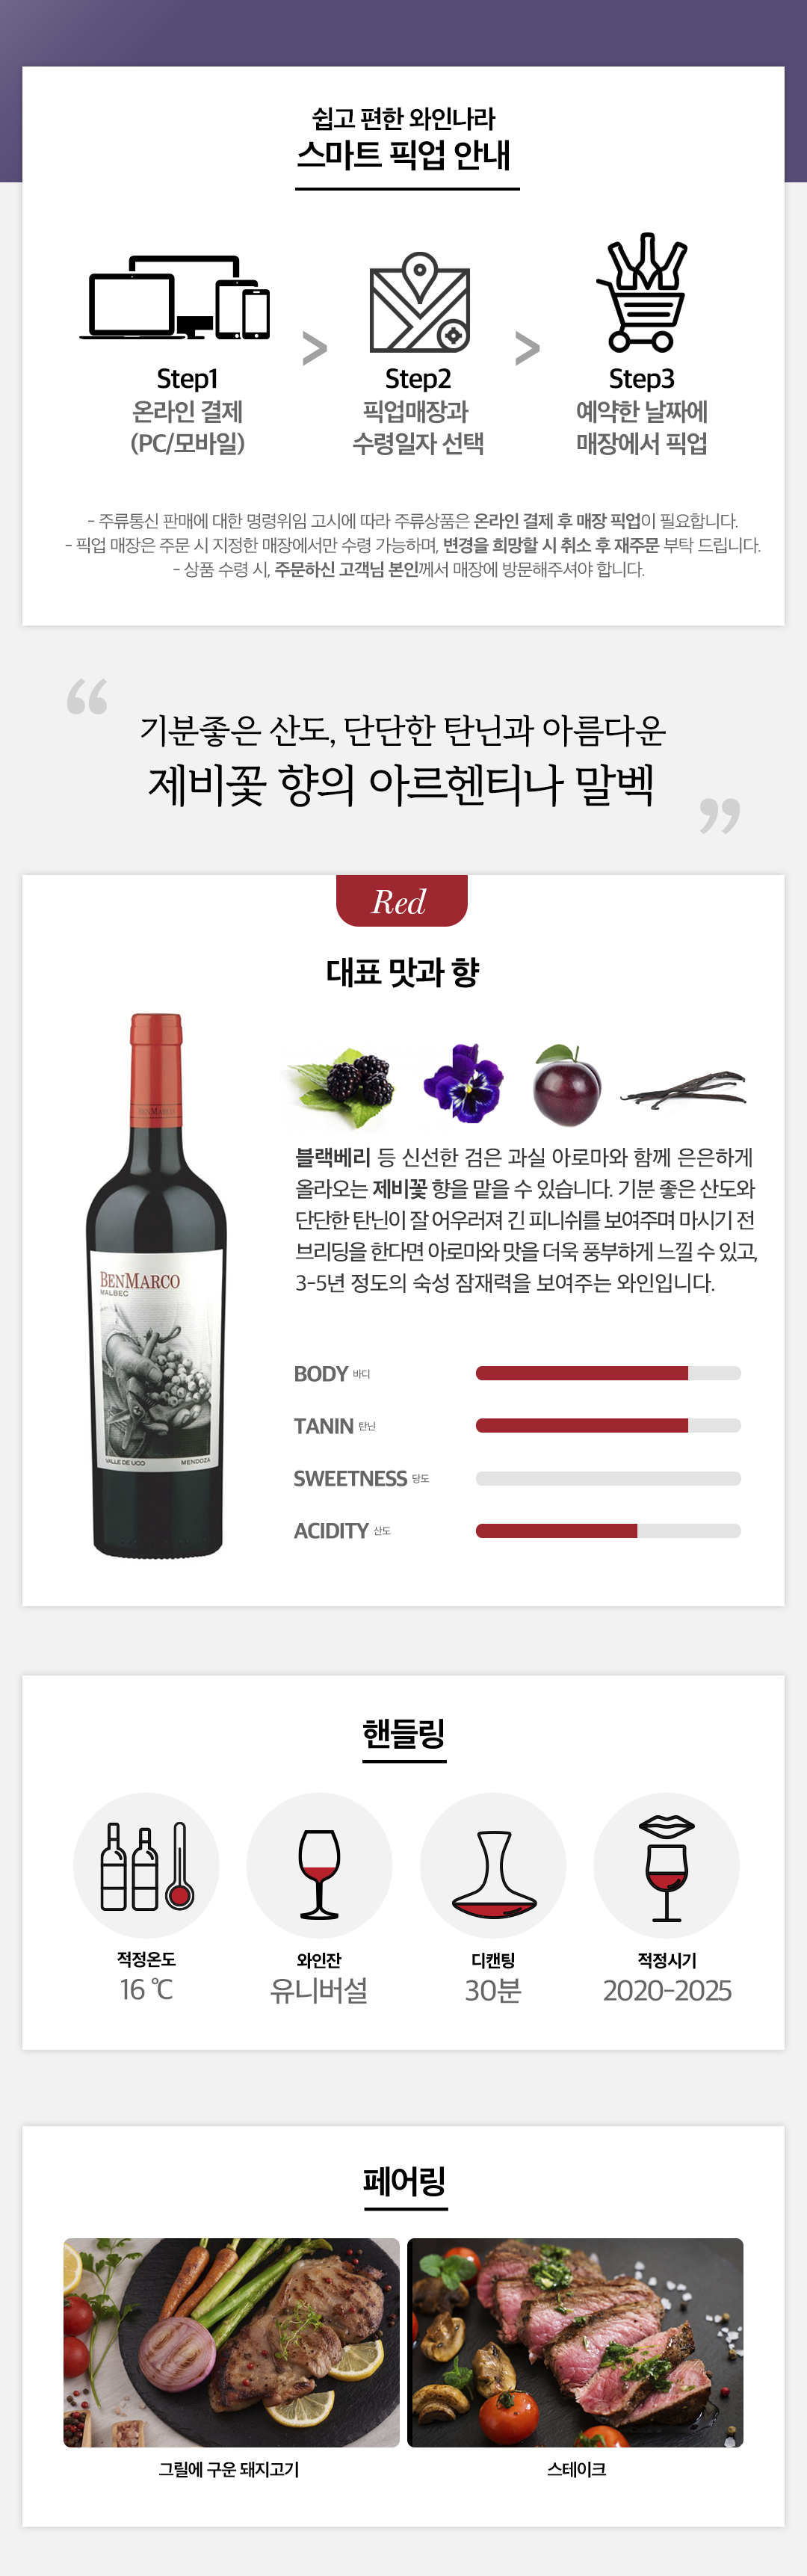 쉽고 편한 와인나라
스마트 픽업 안내
Step1
온라인 결제
(PC/모바일)
>
Step2
픽업매장과
수령일자 선택
>
Step3
예약한 날짜에
매장에서 픽업
- 주류통신 판매에 대한 명령위임 고시에 따라 주류상품은 온라인 결제 후 매장 픽업이 필요합니다.
- 픽업 매장은 주문 시 지정한 매장에서만 수령 가능하며, 변경을 희망할 시 취소 후 재주문 부탁 드립니다.
- 상품 수령 시, 주문하신 고객님 본인께서 매장에 방문해주셔야 합니다.
“
기분좋은 산도, 단단한 탄닌과 아름다운
제비꽃 향의 아르헨티나 말벡
”
Red
대표 맛과 향
BENMARCO
BENMARCO
MALBEC
VALLE DE UCO MENDOZA
블랙베리 등 신선한 검은 과실 아로마와 함께 은은하게
올라오는 제비꽃 향을 맡을 수 있습니다. 기분 좋은 산도와
단단한 탄닌이 잘 어우러져 긴 피니쉬를 보여주며 마시기 전
브리딩을 한다면 아로마와 맛을 더욱 풍부하게 느낄 수 있고,
3-5년 정도의 숙성 잠재력을 보여주는 와인입니다.
BODY 바디
TANIN 탄닌
SWEETNESS 당도
ACIDITY 산도
핸들링
적정온도
16 ℃
와인잔
유니버설
디캔팅
30분
적정시기
2020-2025
페어링
그릴에 구운 돼지고기
스테이크